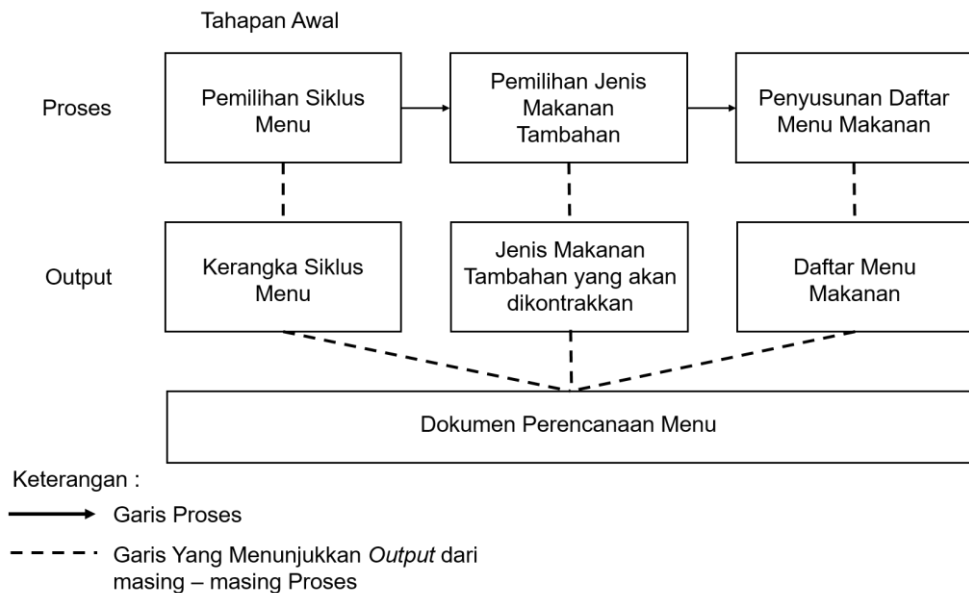 Tahapan Awal
Proses
Pemilihan Siklus
Menu
Pemilihan Jenis
Makanan
Tambahan
Penyusunan Daftar
Menu Makanan
Output
Kerangka Siklus
Menu
Jenis Makanan
Tambahan yang akan
dikontrakkan
Daftar Menu
Makanan
Dokumen Perencanaan Menu
Keterangan :
Garis Proses
Garis Yang Menunjukkan Output dari
masing – masing Proses